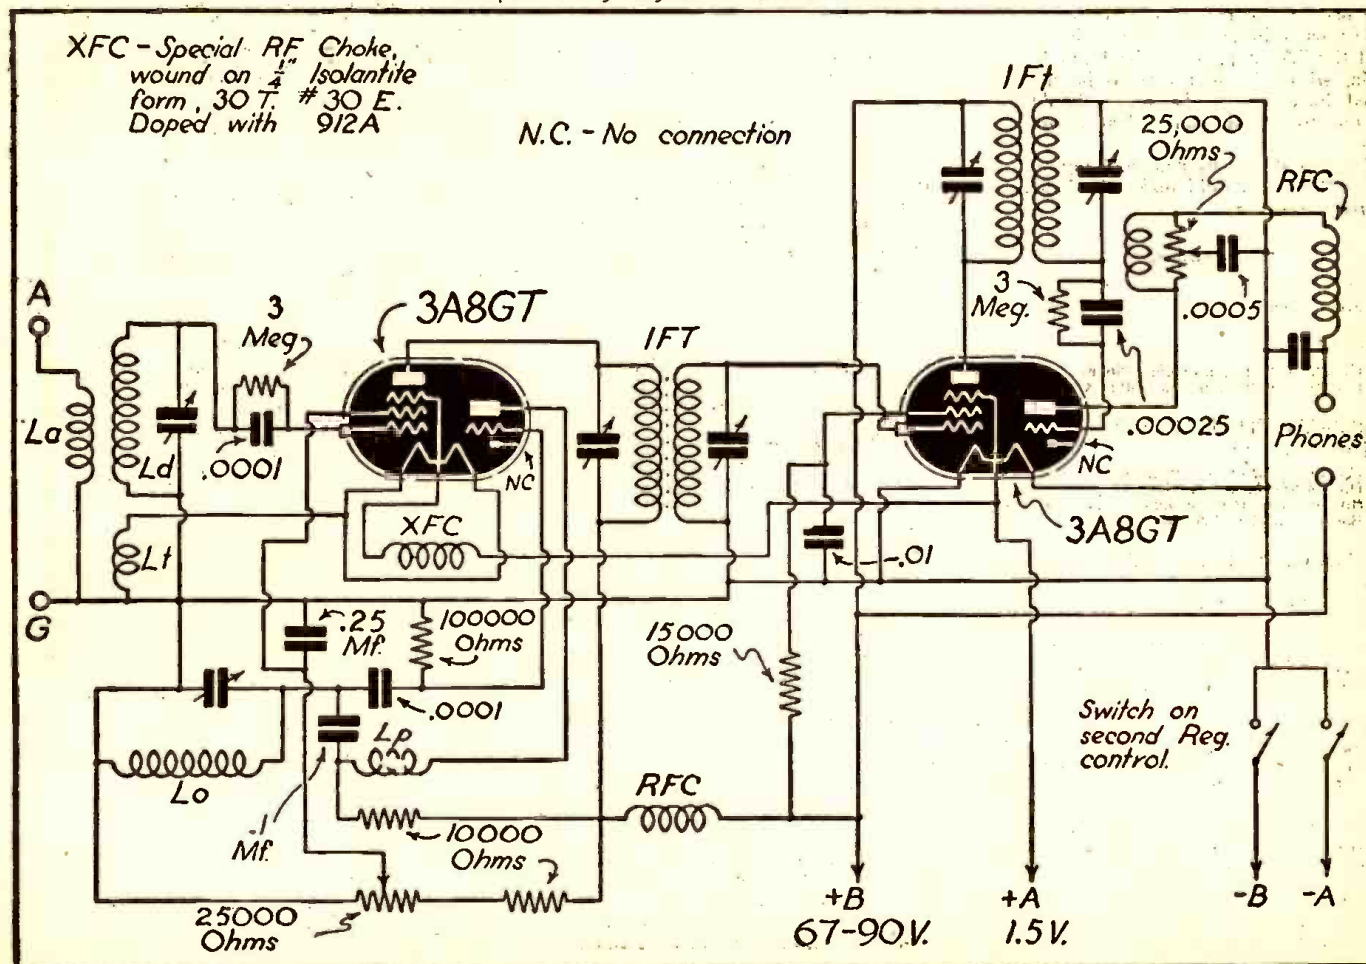 XFC - Special RF Choke,
wound on 1/4" Isolantite
form, 30 T. #30 E.
Doped with 912A
N.C. - No connection
IFt
25,000
Ohms
RFC
A
3
Meg
3A8GT
IFT
3
Meg.
.0005
La
Ld
.0001
NC
.00025
Phones
NC
XFC
3A8GT
Lt
.01
G
.25
Mf.
100000
Ohms
15000
Ohms
.0001
Lp
Switch on
second Reg.
control.
Lo
RFC
.1
Mf.
10000
Ohms
25000
Ohms
+B
+A
-B
-A
67-90V.
1.5V.